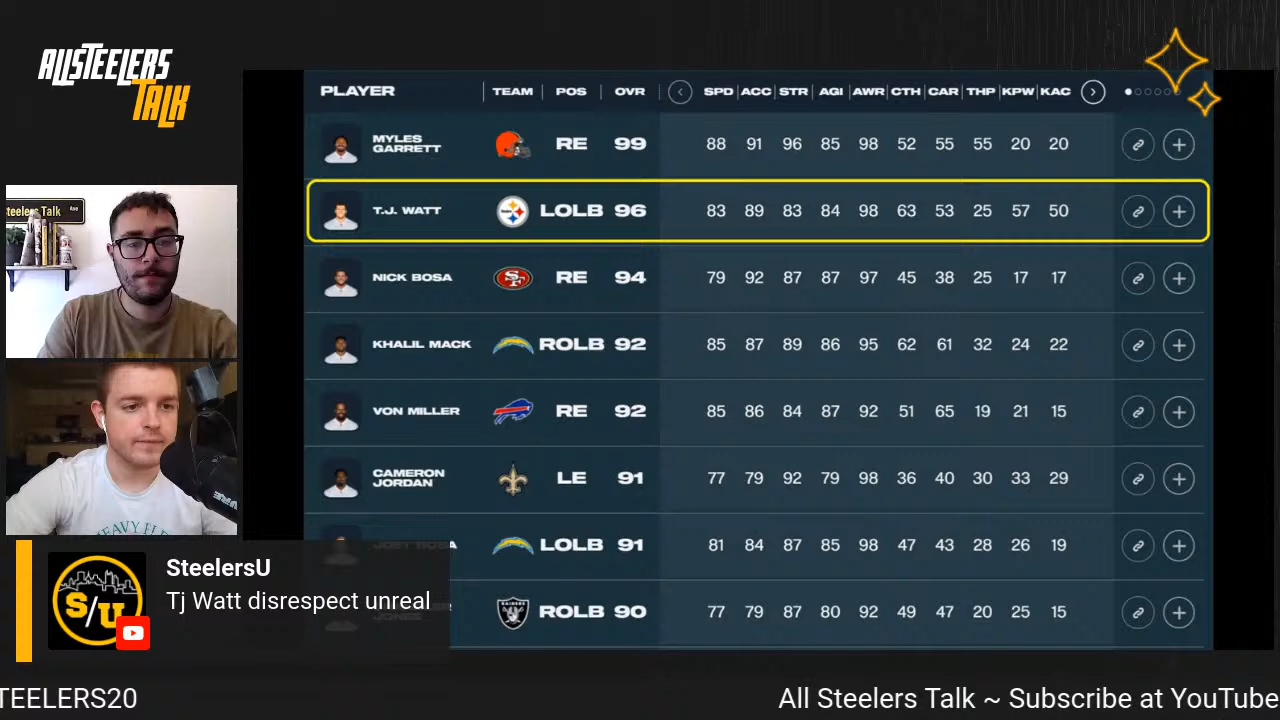 ALLSTEELERS
TALK
PLAYER TEAM POS OVR SPD ACC STR AGI AWR CTH CAR THP KPW KAC
MYLES GARRETT RE 99 88 91 96 85 98 52 55 55 20 20
T.J. WATT Steelers LOLB 96 83 89 83 84 98 63 53 25 57 50
NICK BOSA SF RE 94 79 92 87 87 97 45 38 25 17 17
KHALIL MACK ROLB 92 85 87 89 86 95 62 61 32 24 22
VON MILLER RE 92 85 86 84 87 92 51 65 19 21 15
CAMERON JORDAN LE 91 77 79 92 79 98 36 40 30 33 29
LOLB 91 81 84 87 85 98 47 43 28 26 19
RAIDERS ROLB 90 77 79 87 80 92 49 47 20 25 15
Steelers Talk
HEAVY
S/U
SteelersU
Tj Watt disrespect unreal
TEELERS20
All Steelers Talk ~ Subscribe at YouTube